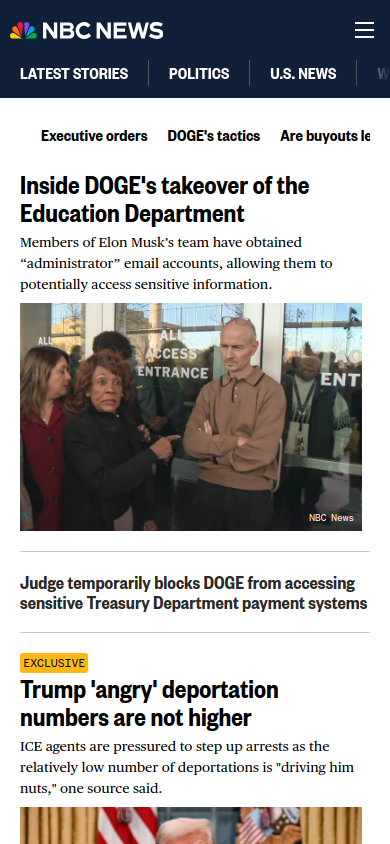 NBC NEWS
LATEST STORIES
POLITICS
U.S. NEWS
W
Executive orders
DOGE's tactics
Are buyouts le
Inside DOGE's takeover of the
Education Department
Members of Elon Musk’s team have obtained
“administrator” email accounts, allowing them to
potentially access sensitive information.
ALL
ALL
ACCESS
ENTRANCE
AC
ENT
NBC News
Judge temporarily blocks DOGE from accessing
sensitive Treasury Department payment systems
EXCLUSIVE
Trump 'angry' deportation
numbers are not higher
ICE agents are pressured to step up arrests as the
relatively low number of deportations is "driving him
nuts," one source said.